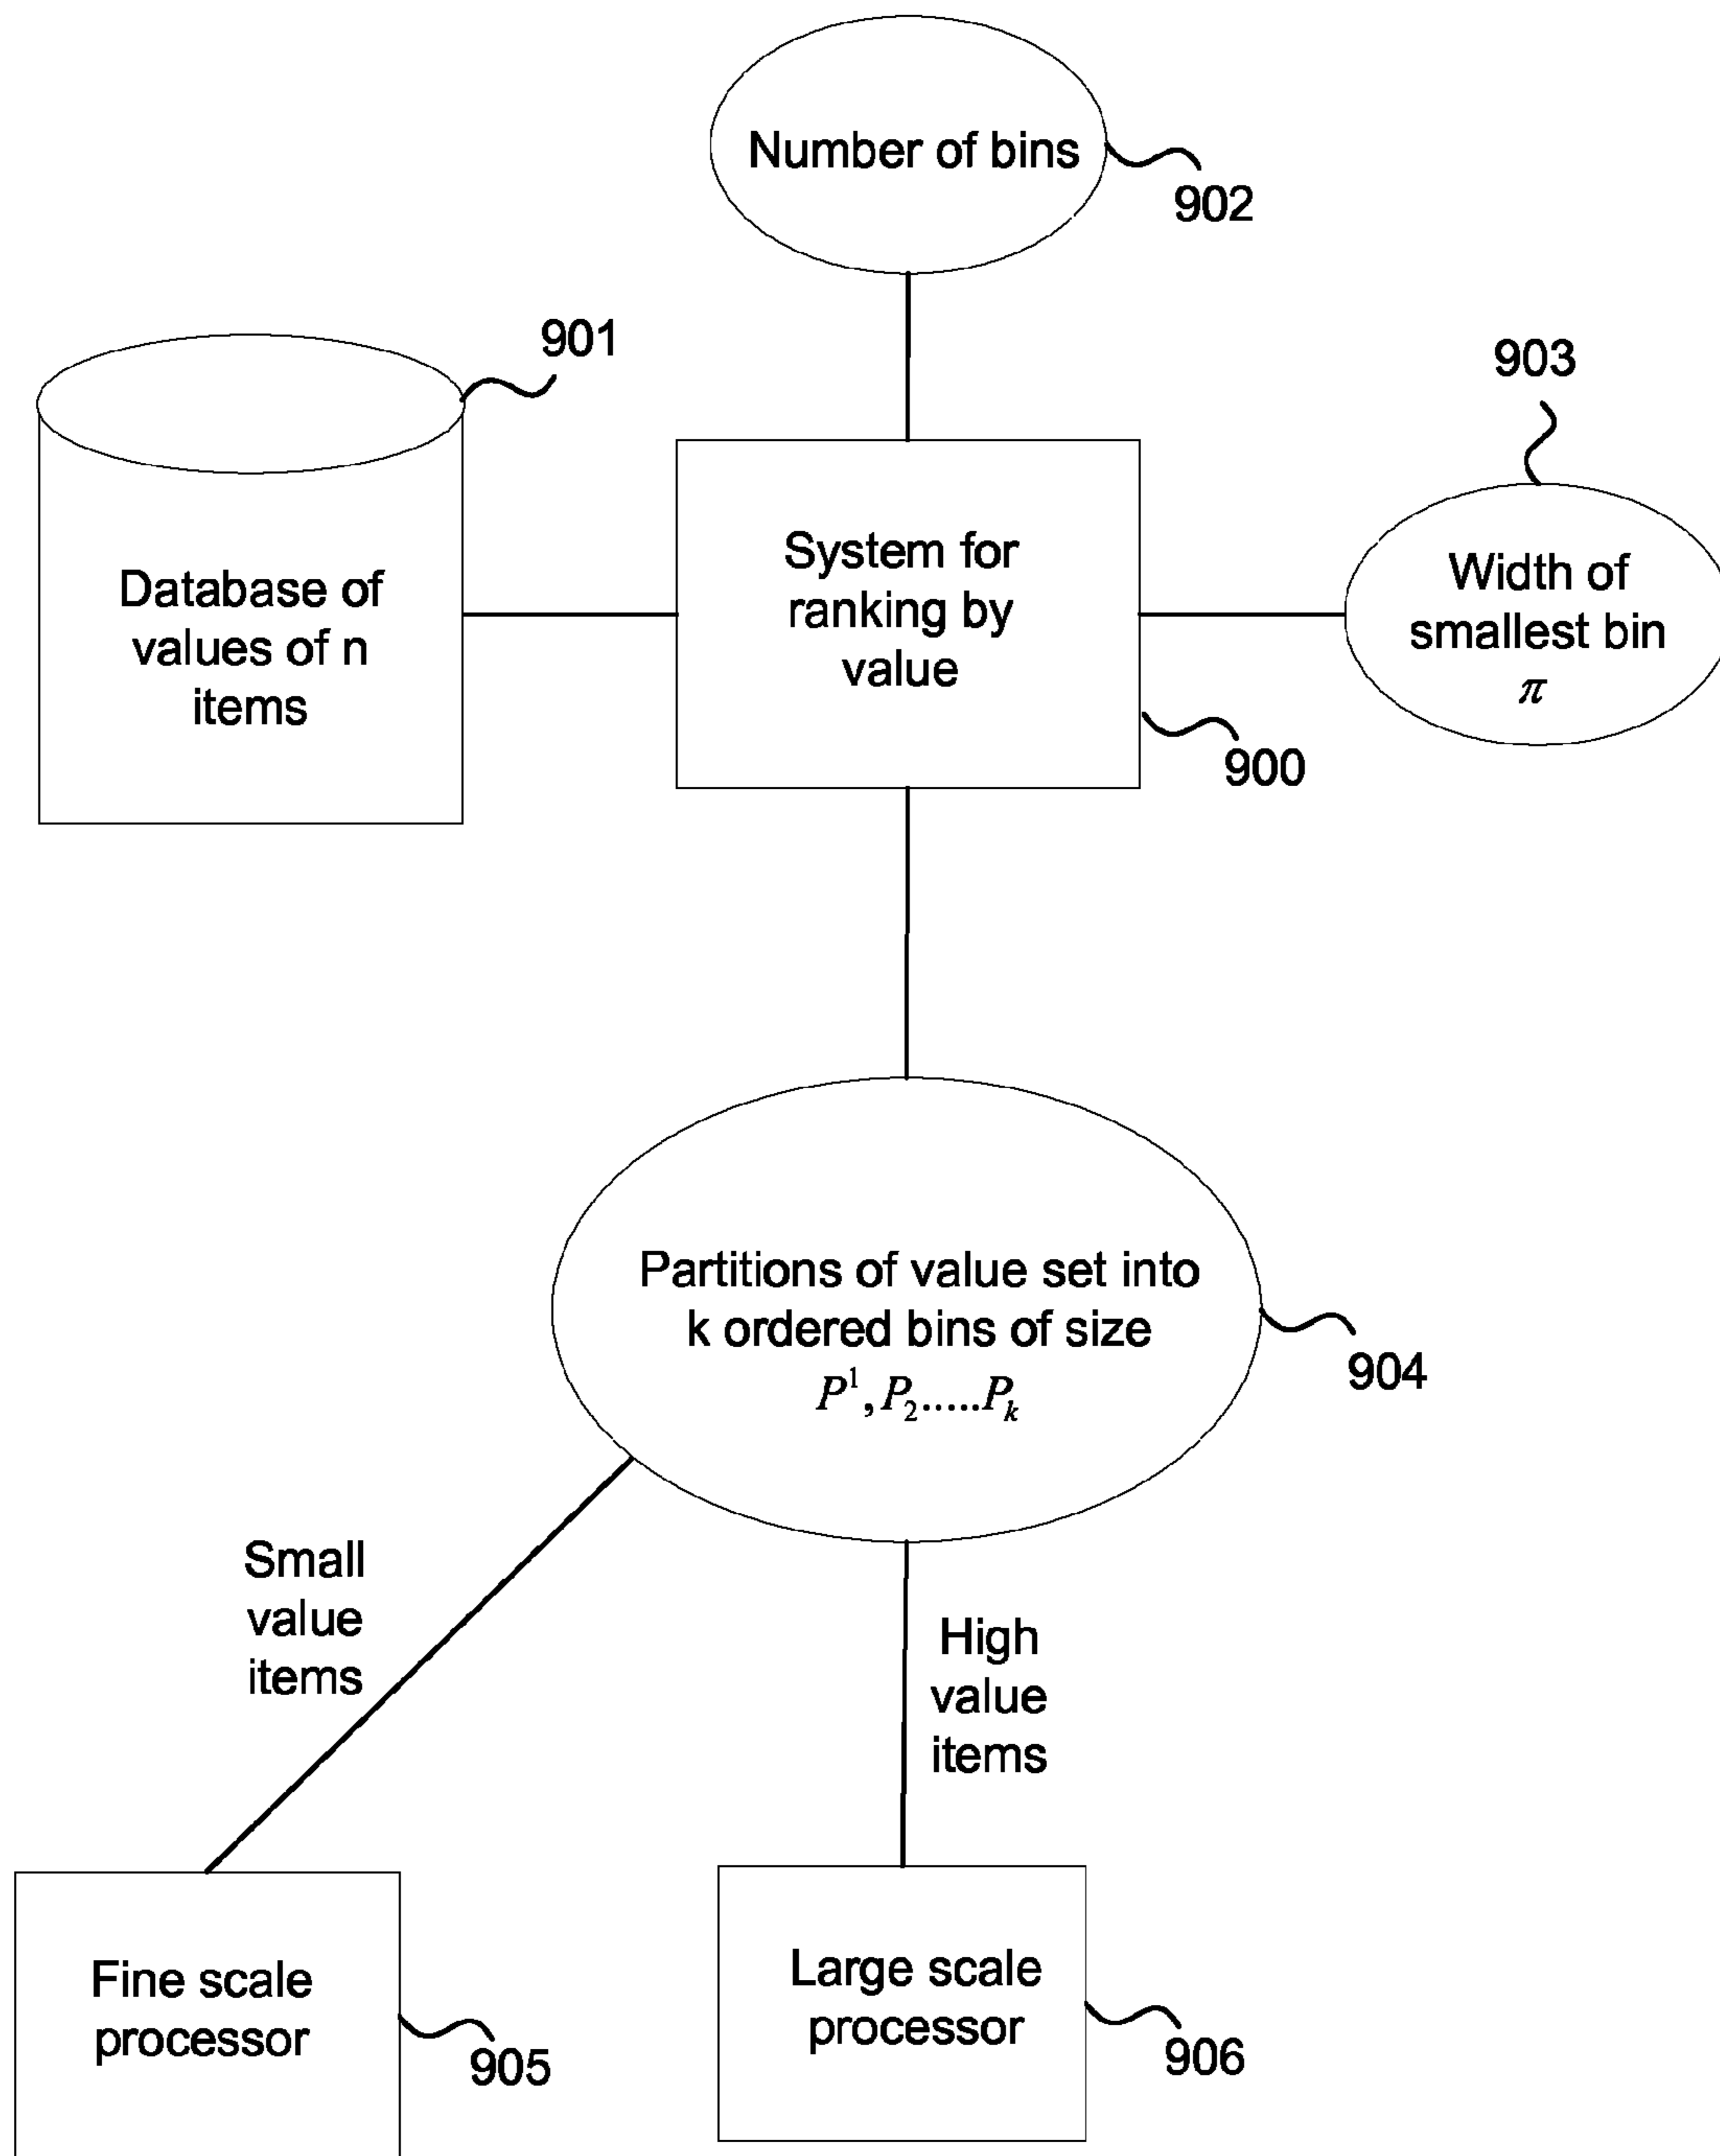 Number of bins
902
901
903
Database of
values of n
items
System for
ranking by
value
Width of
smallest bin
π
900
Partitions of value set into
k ordered bins of size
P¹, P₂.....Pₖ
904
Small
value
items
High
value
items
Fine scale
processor
905
Large scale
processor
906